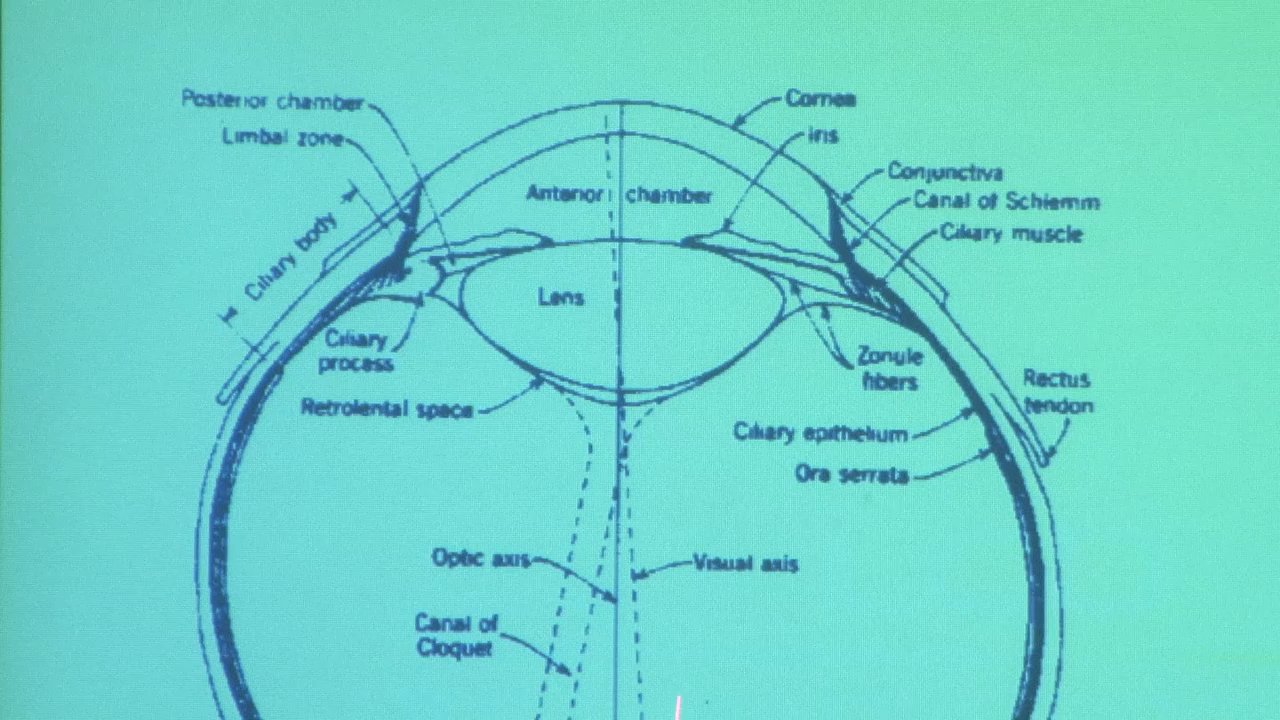 Posterior chamber
Cornea
Limbal zone
Iris
Conjunctiva
Anterior chamber
Canal of Schlemm
Ciliary body
Ciliary muscle
Lens
Ciliary
process
Zonule
fibers
Rectus
tendon
Retrolental space
Ciliary epithelium
Ora serrata
Optic axis
Visual axis
Canal of
Cloquet